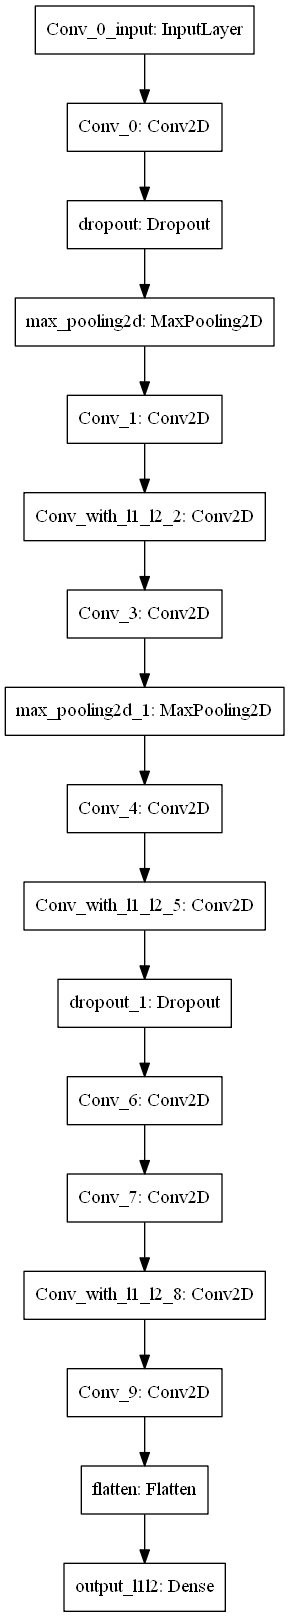 Conv_0_input: InputLayer
Conv_0: Conv2D
dropout: Dropout
max_pooling2d: MaxPooling2D
Conv_1: Conv2D
Conv_with_l1_l2_2: Conv2D
Conv_3: Conv2D
max_pooling2d_1: MaxPooling2D
Conv_4: Conv2D
Conv_with_l1_l2_5: Conv2D
dropout_1: Dropout
Conv_6: Conv2D
Conv_7: Conv2D
Conv_with_l1_l2_8: Conv2D
Conv_9: Conv2D
flatten: Flatten
output_l1l2: Dense